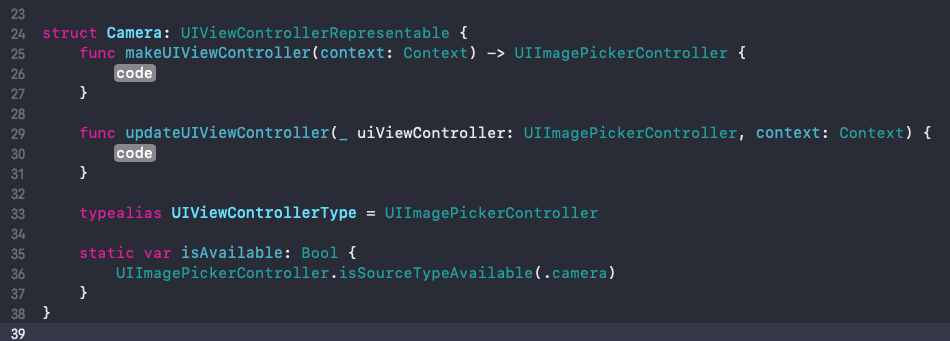 23
24 struct Camera: UIViewControllerRepresentable {
25     func makeUIViewController(context: Context) -> UIImagePickerController {
26         code
27     }
28
29     func updateUIViewController(_ uiViewController: UIImagePickerController, context: Context) {
30         code
31     }
32
33     typealias UIViewControllerType = UIImagePickerController
34
35     static var isAvailable: Bool {
36         UIImagePickerController.isSourceTypeAvailable(.camera)
37     }
38 }
39